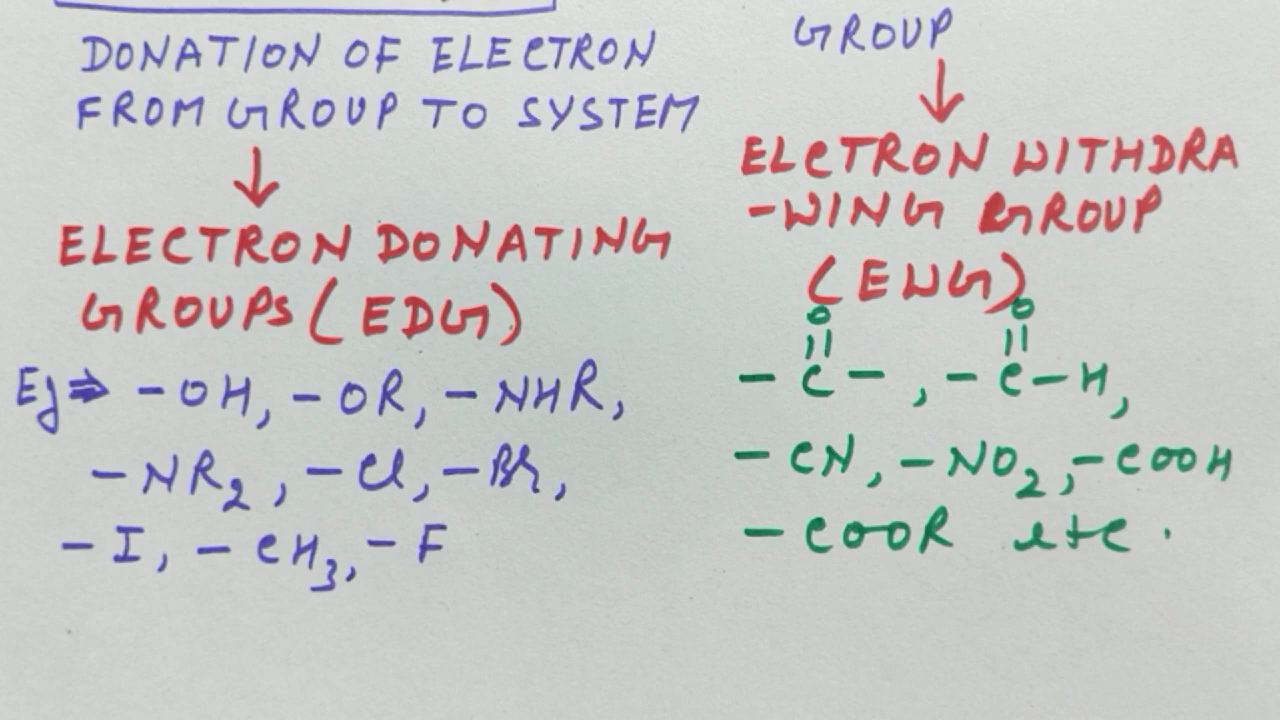 DONATION OF ELECTRON
FROM GROUP TO SYSTEM
ELECTRON DONATING
GROUPS (EDG)
Eg ⇒ -OH, -OR, -NHR,
-NR₂, -Cl, -Br,
-I, -CH₃, -F
GROUP
ELCTRON WITHDRA
-WING GROUP
(EWG)
O O
|| ||
-C-, -C-H,
-CN, -NO₂, -COOH
-COOR etc.